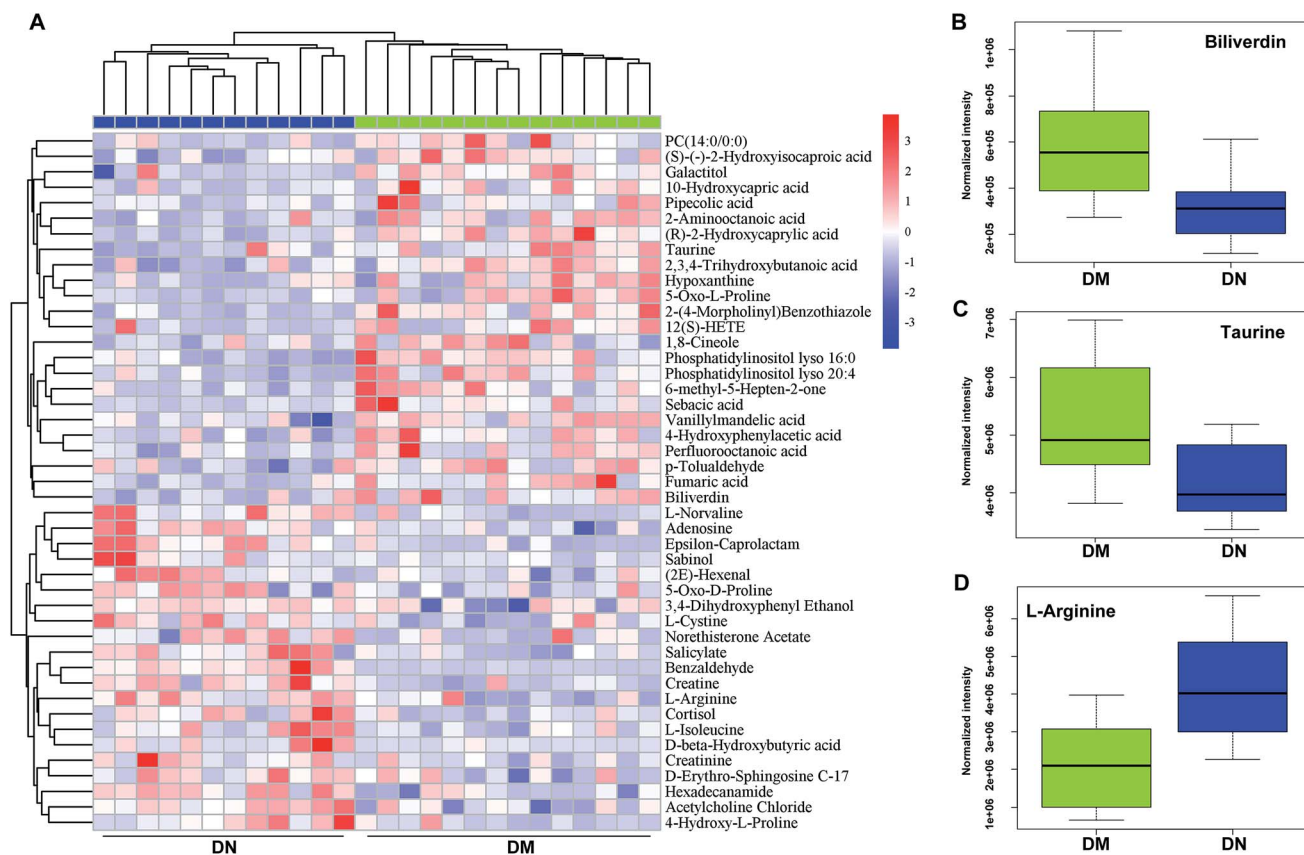 A
PC(14:0/0:0)
(S)-(-)-2-Hydroxyisocaproic acid
Galactitol
10-Hydroxycapric acid
Pipecolic acid
2-Aminooctanoic acid
(R)-2-Hydroxycaprylic acid
Taurine
2,3,4-Trihydroxybutanoic acid
Hypoxanthine
5-Oxo-L-Proline
2-(4-Morpholinyl)Benzothiazole
12(S)-HETE
1,8-Cineole
Phosphatidylinositol lyso 16:0
Phosphatidylinositol lyso 20:4
6-methyl-5-Hepten-2-one
Sebacic acid
Vanillylmandelic acid
4-Hydroxyphenylacetic acid
Perfluorooctanoic acid
p-Tolualdehyde
Fumaric acid
Biliverdin
L-Norvaline
Adenosine
Epsilon-Caprolactam
Sabinol
(2E)-Hexenal
5-Oxo-D-Proline
3,4-Dihydroxyphenyl Ethanol
L-Cystine
Norethisterone Acetate
Salicylate
Benzaldehyde
Creatine
L-Arginine
Cortisol
L-Isoleucine
D-beta-Hydroxybutyric acid
Creatinine
D-Erythro-Sphingosine C-17
Hexadecanamide
Acetylcholine Chloride
4-Hydroxy-L-Proline
DN
DM
3
2
1
0
-1
-2
-3
B
Biliverdin
Normalized intensity
1e+06
8e+05
6e+05
4e+05
2e+05
DM
DN
C
Taurine
Normalized intensity
7e+06
6e+06
5e+06
4e+06
DM
DN
D
L-Arginine
Normalized intensity
6e+06
5e+06
4e+06
3e+06
2e+06
1e+06
DM
DN